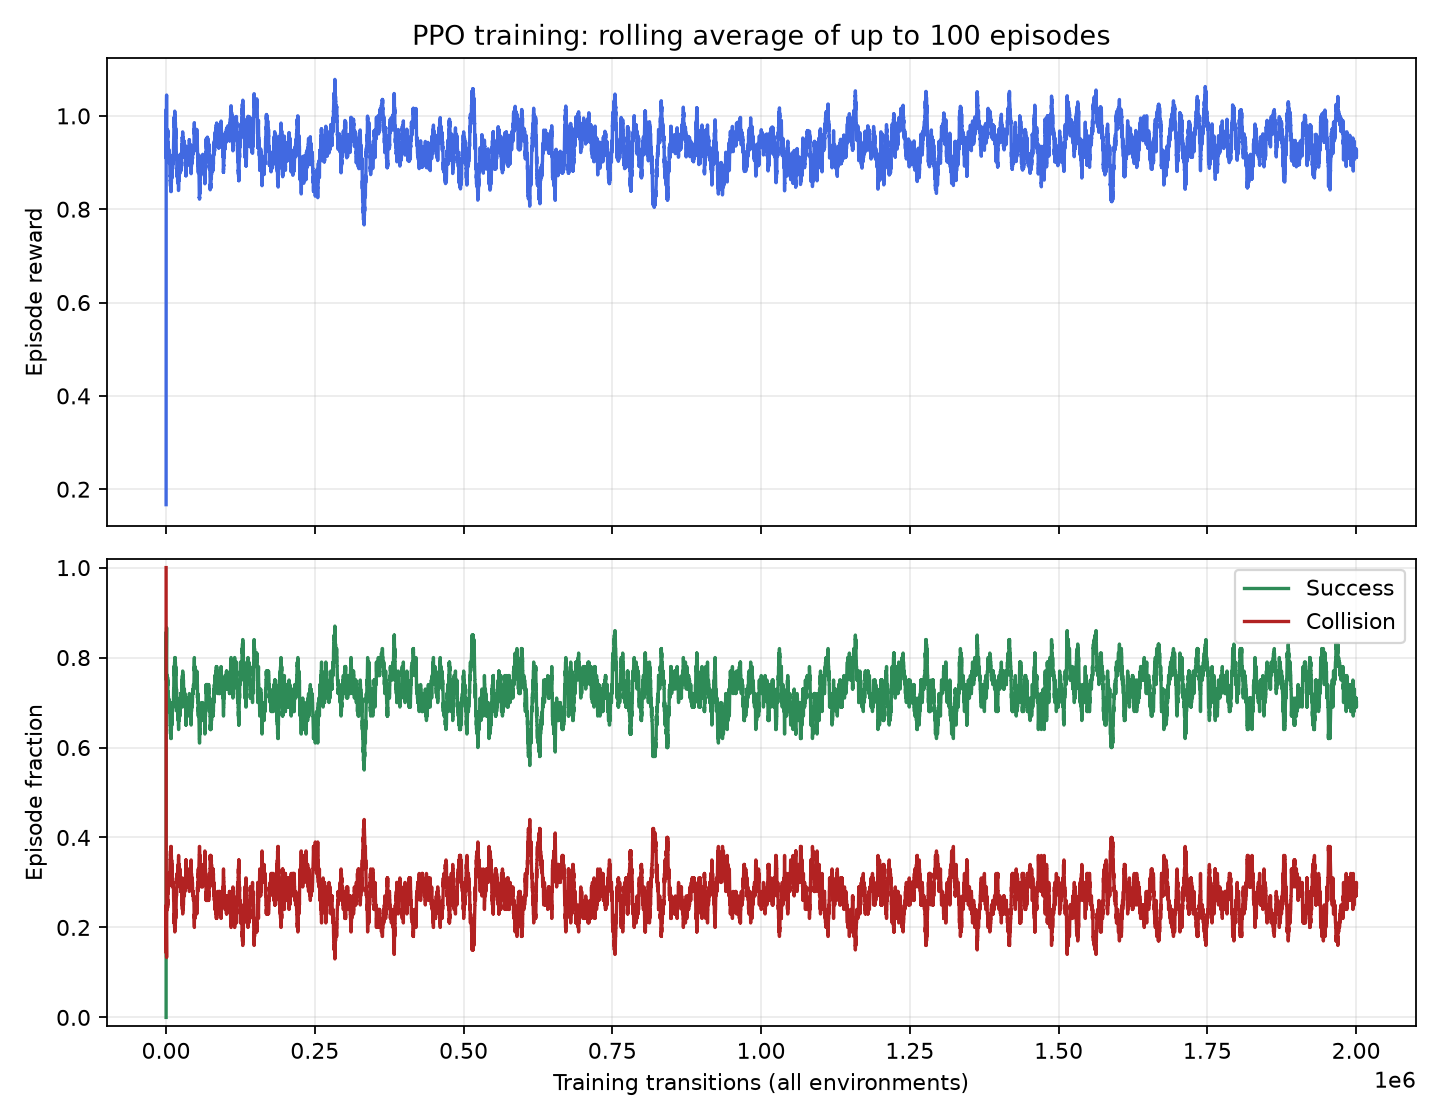 PPO training: rolling average of up to 100 episodes
1.0
0.8
0.6
0.4
0.2
Episode reward
1.0
0.8
0.6
0.4
0.2
0.0
Episode fraction
Success
Collision
0.00 0.25 0.50 0.75 1.00 1.25 1.50 1.75 2.00
1e6
Training transitions (all environments)